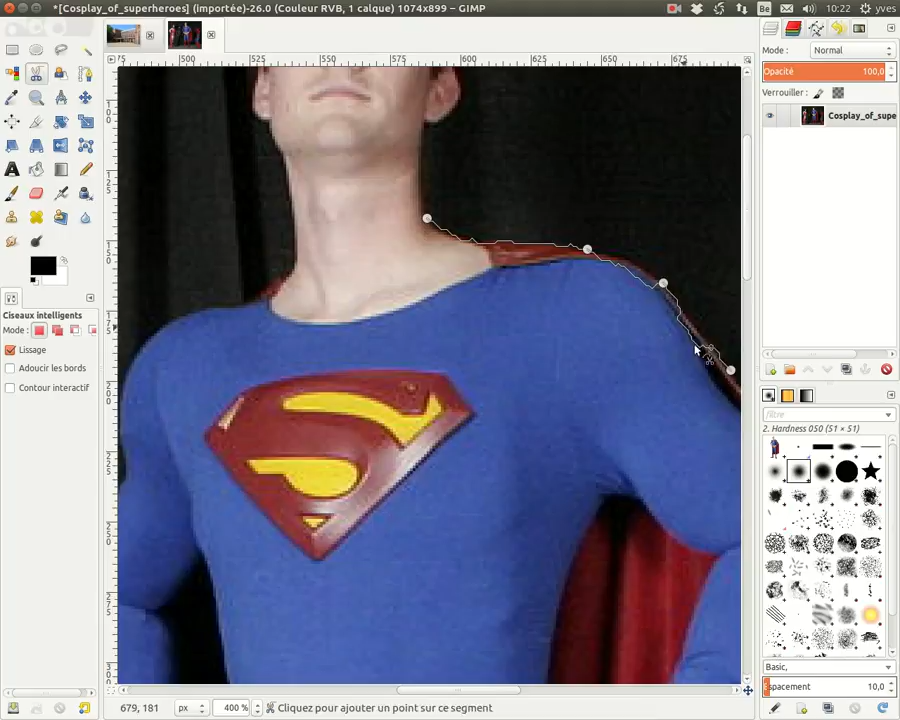 *[Cosplay_of_superheroes] (importée)-26.0 (Couleur RVB, 1 calque) 1074x899 – GIMP
Be
10:22
yves
Mode :
Normal
Opacité
100,0
Verrouiller :
Cosplay_of_supe
500
525
550
575
600
625
650
675
Ciseaux intelligents
Mode :
Lissage
Adoucir les bords
Contour interactif
filtre
2. Hardness 050 (51 × 51)
Basic,
spacement
10,0
679, 181
px
400 %
Cliquez pour ajouter un point sur ce segment